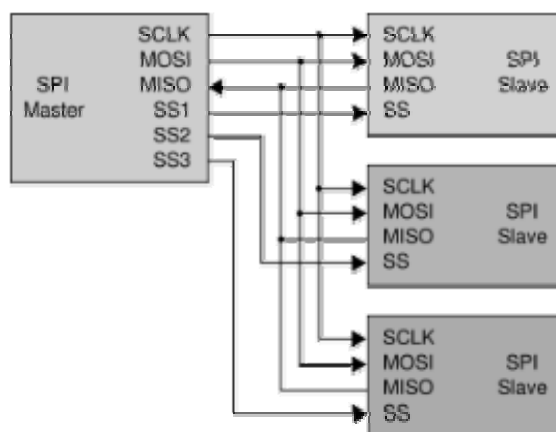 SCLK
MOSI
MISO
SS1
SS2
SS3
SPI
Master
SCLK
MOSI
MISO
SS
SPI
Slave
SCLK
MOSI
MISO
SS
SPI
Slave
SCLK
MOSI
MISO
SS
SPI
Slave